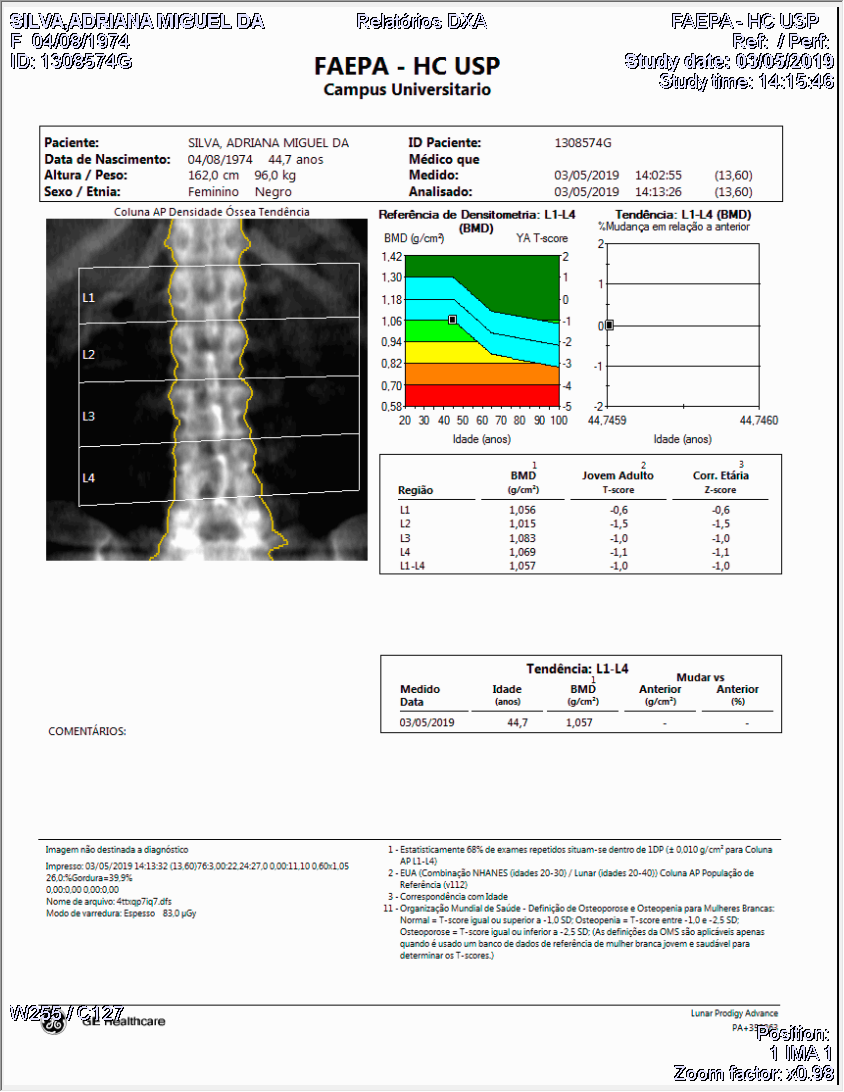 SILVA,ADRIANA MIGUEL DA
F 04/08/1974
ID: 1308574G
Relatórios DXA
FAEPA - HC USP
Ref: / Perf:
Study date: 03/05/2019
Study time: 14:15:46
FAEPA - HC USP
Campus Universitario
Paciente: SILVA, ADRIANA MIGUEL DA ID Paciente: 1308574G
Data de Nascimento: 04/08/1974 44,7 anos Médico que
Altura / Peso: 162,0 cm 96,0 kg Medido: 03/05/2019 14:02:55 (13,60)
Sexo / Etnia: Feminino Negro Analisado: 03/05/2019 14:13:26 (13,60)
Coluna AP Densidade Óssea Tendência
L1
L2
L3
L4
Referência de Densitometria: L1-L4
(BMD)
BMD (g/cm²) YA T-score
1,42 2
1,30 1
1,18 0
1,06 -1
0,94 -2
0,82 -3
0,70 -4
0,58 -5
20 30 40 50 60 70 80 90 100
Idade (anos)
Tendência: L1-L4 (BMD)
%Mudança em relação a anterior
2
1
0
-1
-2
44,7459 44,7460
Idade (anos)
1 2 3
BMD Jovem Adulto Corr. Etária
Região (g/cm²) T-score Z-score
L1 1,056 -0,6 -0,6
L2 1,015 -1,5 -1,5
L3 1,083 -1,0 -1,0
L4 1,069 -1,1 -1,1
L1-L4 1,057 -1,0 -1,0
Tendência: L1-L4
1 Mudar vs
Medido Idade BMD Anterior Anterior
Data (anos) (g/cm²) (g/cm²) (%)
03/05/2019 44,7 1,057 - -
COMENTÁRIOS:
Imagem não destinada a diagnóstico
Impresso: 03/05/2019 14:13:32 (13,60)76:3,00:22,24:27,0 0,00:11,10 0,60x1,05
26,0:%Gordura=39,9%
0,00:0,00 0,00:0,00
Nome de arquivo: 4ttxqp7iq7.dfs
Modo de varredura: Espesso 83.0 µGy
1 - Estatisticamente 68% de exames repetidos situam-se dentro de 1DP (± 0,010 g/cm² para Coluna
AP L1-L4)
2 - EUA (Combinação NHANES (idades 20-30) / Lunar (idades 20-40)) Coluna AP População de
Referência (v112)
3 - Correspondência com Idade
11 - Organização Mundial de Saúde - Definição de Osteoporose e Osteopenia para Mulheres Brancas:
Normal = T-score igual ou superior a -1.0 SD; Osteopenia = T-score entre -1.0 e -2.5 SD;
Osteoporose = T-score igual ou inferior a -2,5 SD; (As definições da OMS são aplicáveis apenas
quando é usado um banco de dados de referência de mulher branca jovem e saudável para
determinar os T-scores.)
W255 / C127
GE Healthcare
Lunar Prodigy Advance
Position:
1 IMA 1
Zoom factor: x0.98